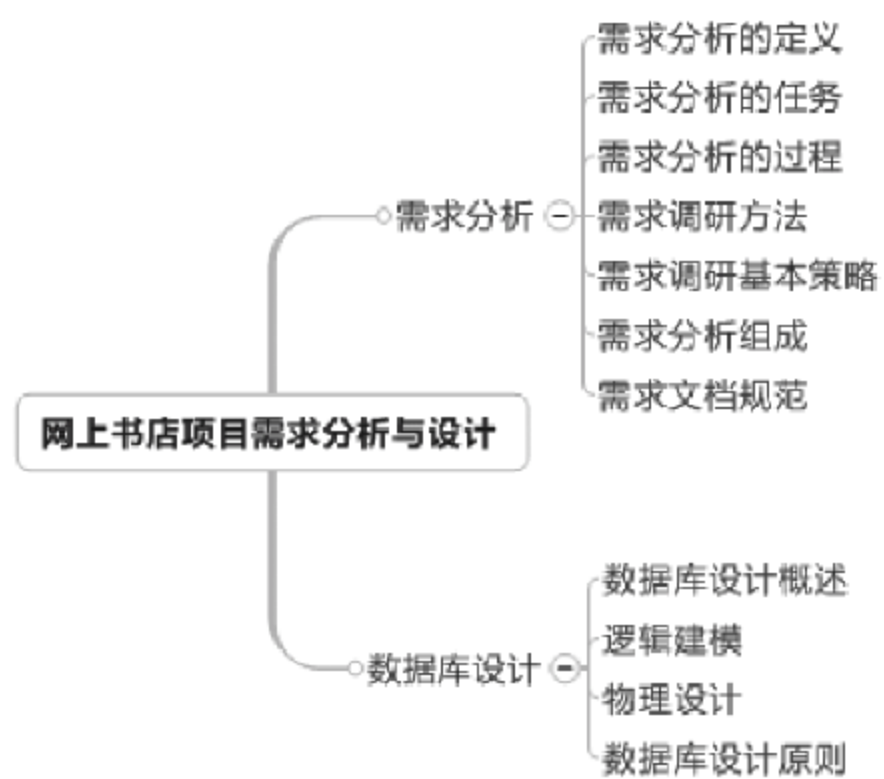 需求分析的定义
需求分析的任务
需求分析的过程
需求分析
需求调研方法
需求调研基本策略
需求分析组成
需求文档规范
网上书店项目需求分析与设计
数据库设计概述
逻辑建模
数据库设计
物理设计
数据库设计原则